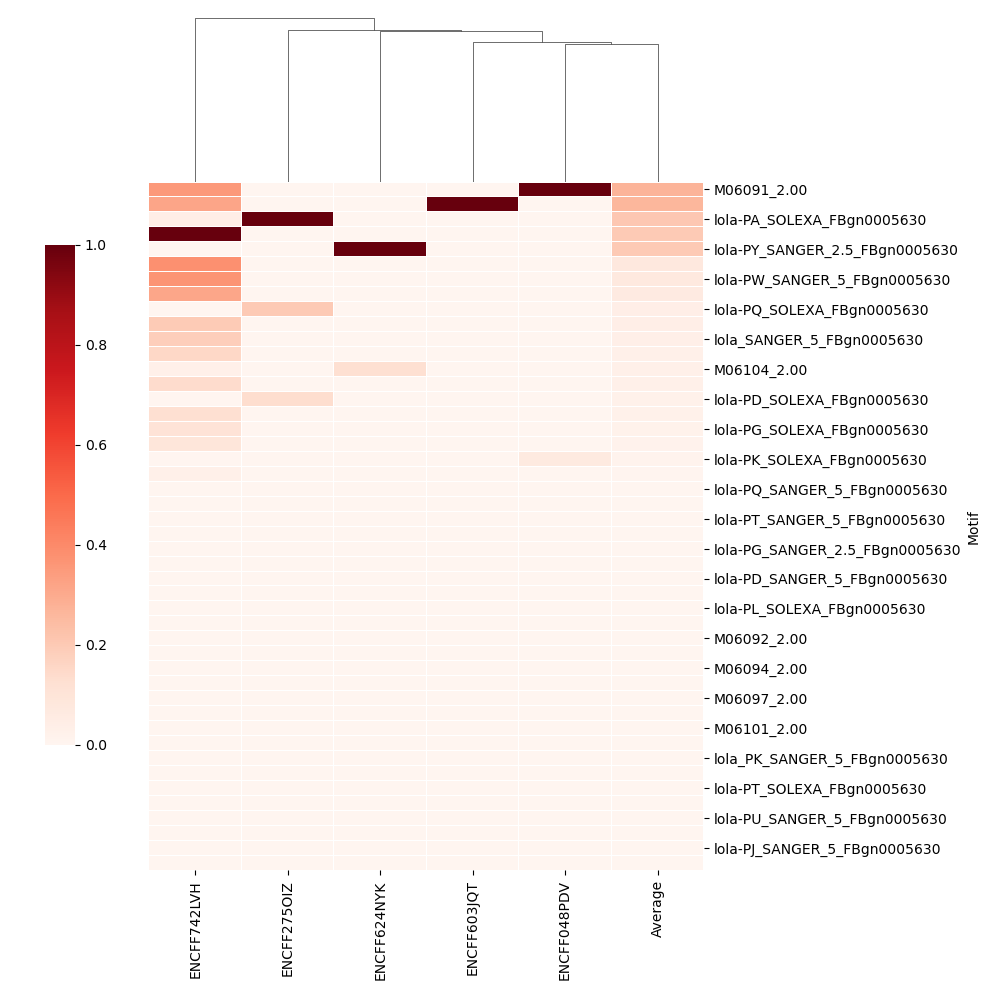 M06091_2.00
lola-PA_SOLEXA_FBgn0005630
lola-PY_SANGER_2.5_FBgn0005630
lola-PW_SANGER_5_FBgn0005630
lola-PQ_SOLEXA_FBgn0005630
lola_SANGER_5_FBgn0005630
M06104_2.00
lola-PD_SOLEXA_FBgn0005630
lola-PG_SOLEXA_FBgn0005630
lola-PK_SOLEXA_FBgn0005630
lola-PQ_SANGER_5_FBgn0005630
lola-PT_SANGER_5_FBgn0005630
lola-PG_SANGER_2.5_FBgn0005630
lola-PD_SANGER_5_FBgn0005630
lola-PL_SOLEXA_FBgn0005630
M06092_2.00
M06094_2.00
M06097_2.00
M06101_2.00
lola_PK_SANGER_5_FBgn0005630
lola-PT_SOLEXA_FBgn0005630
lola-PU_SANGER_5_FBgn0005630
lola-PJ_SANGER_5_FBgn0005630
Motif
1.0
0.8
0.6
0.4
0.2
0.0
ENCFF742LVH
ENCFF275OIZ
ENCFF624NYK
ENCFF603JQT
ENCFF048PDV
Average